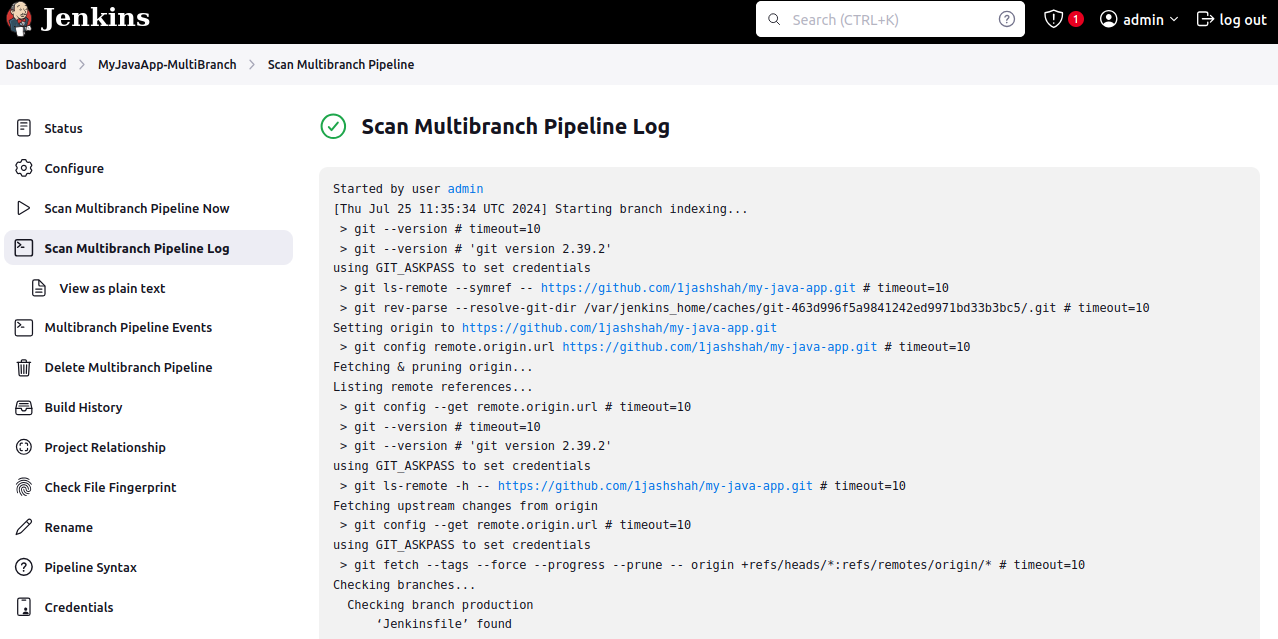 Jenkins
Search (CTRL+K)
1
admin
log out
Dashboard
MyJavaApp-MultiBranch
Scan Multibranch Pipeline
Status
Configure
Scan Multibranch Pipeline Now
Scan Multibranch Pipeline Log
View as plain text
Multibranch Pipeline Events
Delete Multibranch Pipeline
Build History
Project Relationship
Check File Fingerprint
Rename
Pipeline Syntax
Credentials
Scan Multibranch Pipeline Log
Started by user admin
[Thu Jul 25 11:35:34 UTC 2024] Starting branch indexing...
> git --version # timeout=10
> git --version # 'git version 2.39.2'
using GIT_ASKPASS to set credentials
> git ls-remote --symref -- https://github.com/1jashshah/my-java-app.git # timeout=10
> git rev-parse --resolve-git-dir /var/jenkins_home/caches/git-463d996f5a9841242ed9971bd33b3bc5/.git # timeout=10
Setting origin to https://github.com/1jashshah/my-java-app.git
> git config remote.origin.url https://github.com/1jashshah/my-java-app.git # timeout=10
Fetching & pruning origin...
Listing remote references...
> git config --get remote.origin.url # timeout=10
> git --version # timeout=10
> git --version # 'git version 2.39.2'
using GIT_ASKPASS to set credentials
> git ls-remote -h -- https://github.com/1jashshah/my-java-app.git # timeout=10
Fetching upstream changes from origin
> git config --get remote.origin.url # timeout=10
using GIT_ASKPASS to set credentials
> git fetch --tags --force --progress --prune -- origin +refs/heads/*:refs/remotes/origin/* # timeout=10
Checking branches...
Checking branch production
‘Jenkinsfile’ found